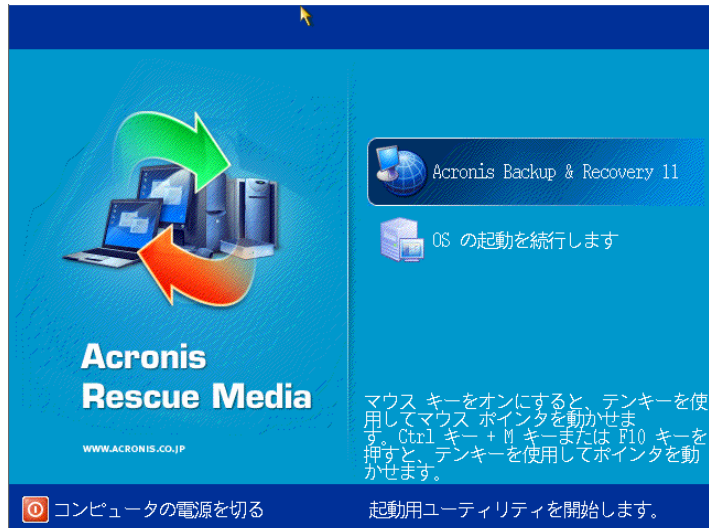 Acronis Backup & Recovery 11
OS の起動を続行します
Acronis
Rescue Media
WWW.ACRONIS.CO.JP
マウス キーをオンにすると、テンキーを使
用してマウス ポインタを動かせま
す。Ctrl キー + M キーまたは F10 キーを
押すと、テンキーを使用してポインタを動
かせます。
コンピュータの電源を切る
起動用ユーティリティを開始します。